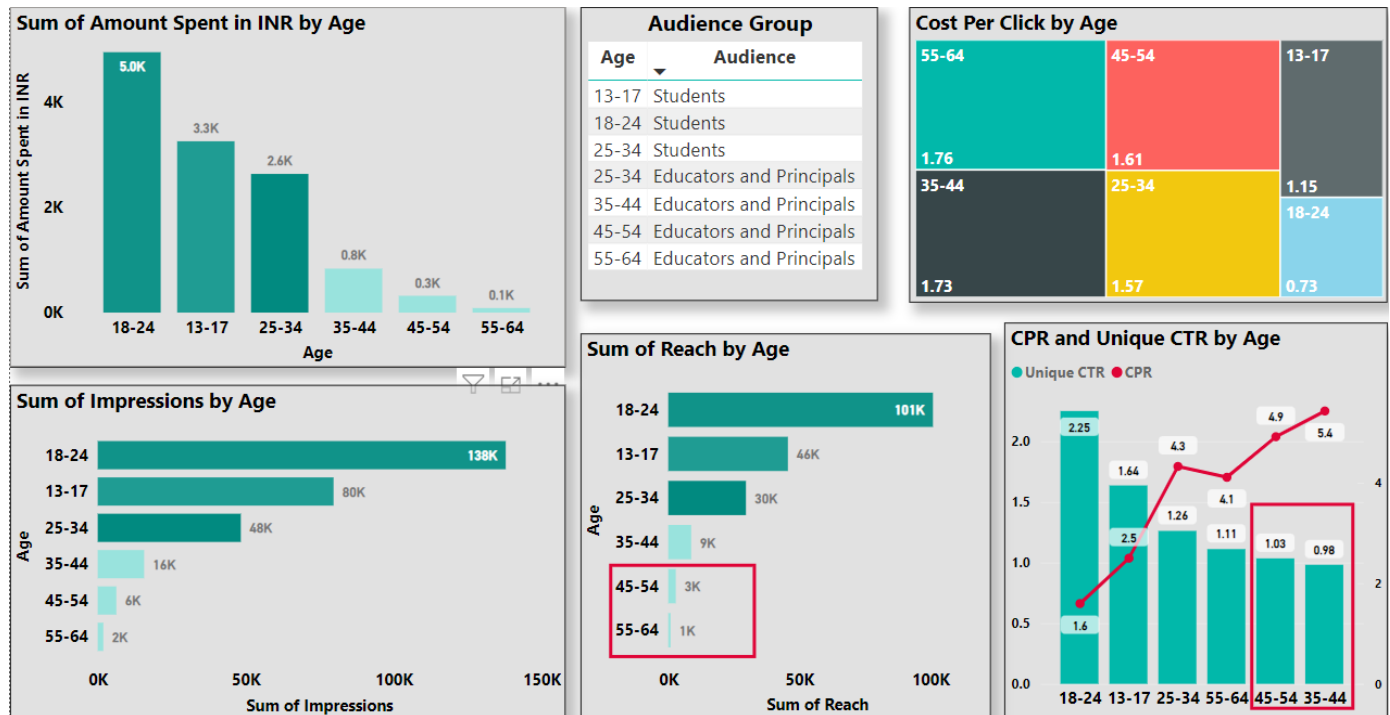 Sum of Amount Spent in INR by Age
Sum of Amount Spent in INR
4K
2K
0K
5.0K
3.3K
2.6K
0.8K
0.3K
0.1K
18-24 13-17 25-34 35-44 45-54 55-64
Age
Audience Group
Age Audience
13-17 Students
18-24 Students
25-34 Students
25-34 Educators and Principals
35-44 Educators and Principals
45-54 Educators and Principals
55-64 Educators and Principals
Cost Per Click by Age
55-64
1.76
45-54
1.61
13-17
1.15
35-44
1.73
25-34
1.57
18-24
0.73
Sum of Impressions by Age
Age
18-24 138K
13-17 80K
25-34 48K
35-44 16K
45-54 6K
55-64 2K
0K 50K 100K 150K
Sum of Impressions
Sum of Reach by Age
Age
18-24 101K
13-17 46K
25-34 30K
35-44 9K
45-54 3K
55-64 1K
0K 50K 100K
Sum of Reach
CPR and Unique CTR by Age
Unique CTR CPR
2.0
1.5
1.0
0.5
0.0
2.25
1.64
1.26
1.11
1.03
0.98
1.6
2.5
4.3
4.1
4.9
5.4
4
2
0
18-24 13-17 25-34 55-64 45-54 35-44